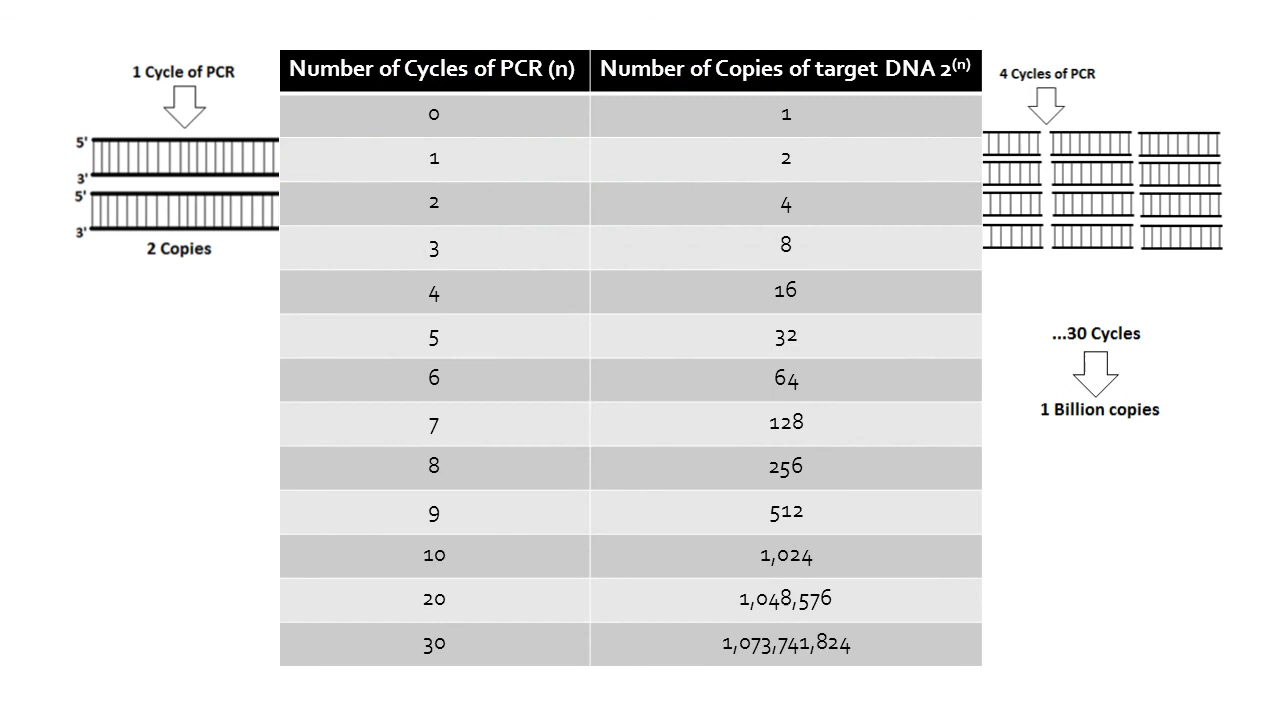 1 Cycle of PCR
5'
3'
5'
3'
2 Copies
Number of Cycles of PCR (n) Number of Copies of target DNA 2(n)
0 1
1 2
2 4
3 8
4 16
5 32
6 64
7 128
8 256
9 512
10 1,024
20 1,048,576
30 1,073,741,824
4 Cycles of PCR
...30 Cycles
1 Billion copies